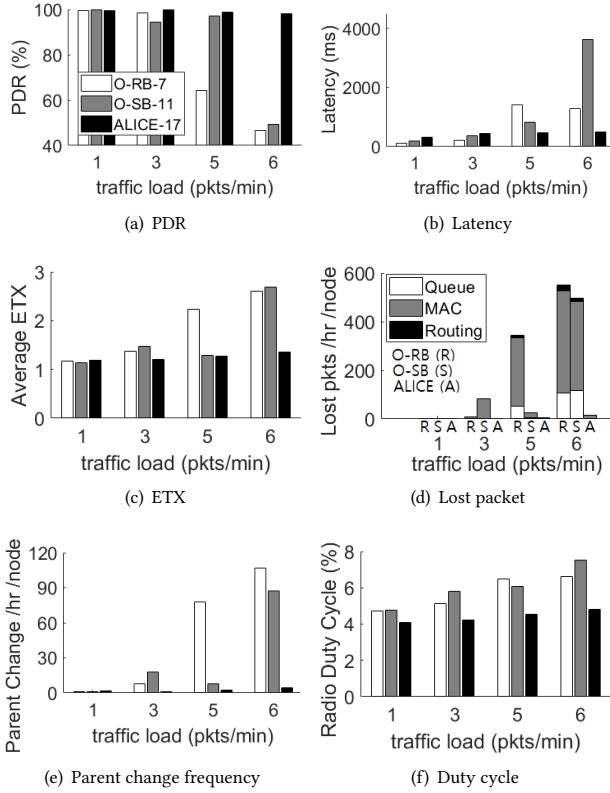 100
80
60
40
PDR (%)
O-RB-7
O-SB-11
ALICE-17
1 3 5 6
traffic load (pkts/min)
(a) PDR
4000
2000
0
Latency (ms)
1 3 5 6
traffic load (pkts/min)
(b) Latency
3
2
1
0
Average ETX
1 3 5 6
traffic load (pkts/min)
(c) ETX
600
400
200
0
Lost pkts /hr /node
Queue
MAC
Routing
O-RB (R)
O-SB (S)
ALICE (A)
R S A R S A R S A R S A
1 3 5 6
traffic load (pkts/min)
(d) Lost packet
120
90
60
30
0
Parent Change /hr /node
1 3 5 6
traffic load (pkts/min)
(e) Parent change frequency
8
6
4
2
0
Radio Duty Cycle (%)
1 3 5 6
traffic load (pkts/min)
(f) Duty cycle